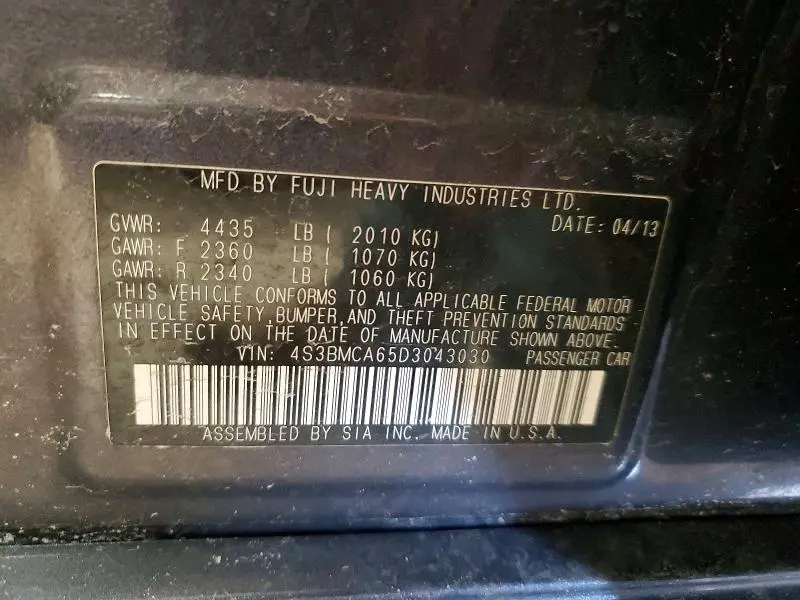 MFD BY FUJI HEAVY INDUSTRIES LTD.
DATE: 04/13
GVWR: 4435 LB ( 2010 KG)
GAWR: F 2360 LB ( 1070 KG)
GAWR: R 2340 LB ( 1060 KG)
THIS VEHICLE CONFORMS TO ALL APPLICABLE FEDERAL MOTOR
VEHICLE SAFETY, BUMPER, AND THEFT PREVENTION STANDARDS
IN EFFECT ON THE DATE OF MANUFACTURE SHOWN ABOVE.
VIN: 4S3BMCA65D3043030 PASSENGER CAR
ASSEMBLED BY SIA INC. MADE IN U.S.A.